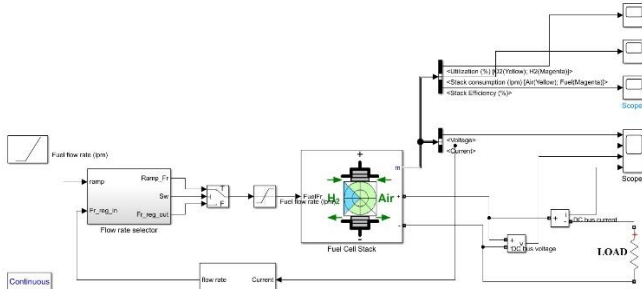 <Utilization (%) [O2(Yellow); H2(Magenta)]>
<Stack consumption (lpm) [Air(Yellow); Fuel(Magenta)]>
<Stack Efficiency (%)>
Scope
<Voltage>
<Current>
Scope
Fuel flow rate (lpm)
ramp
Ramp_Fr
Sw
Fr_reg_in
Fr_reg_out
Flow rate selector
T
F
Fuel flow rate (lpm)2
FuelFr
H
Air
m
+
-
Fuel Cell Stack
DC bus current
DC bus voltage
LOAD
Continuous
flow rate
Current